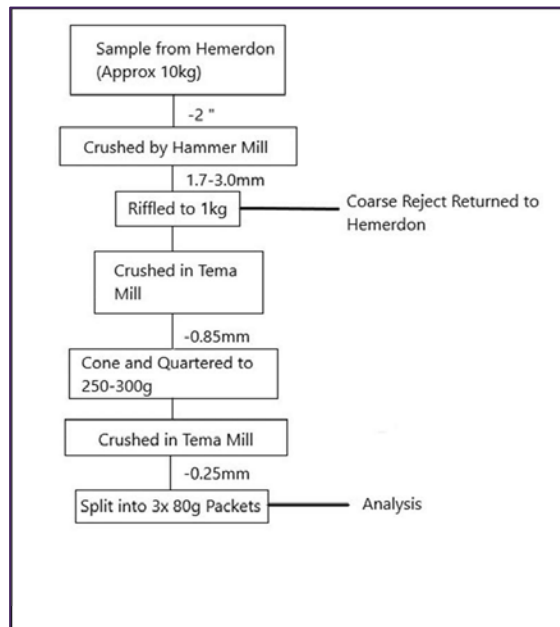 Sample from Hemerdon
(Approx 10kg)
-2 "
Crushed by Hammer Mill
1.7-3.0mm
Riffled to 1kg
Coarse Reject Returned to
Hemerdon
Crushed in Tema
Mill
-0.85mm
Cone and Quartered to
250-300g
Crushed in Tema Mill
-0.25mm
Split into 3x 80g Packets
Analysis